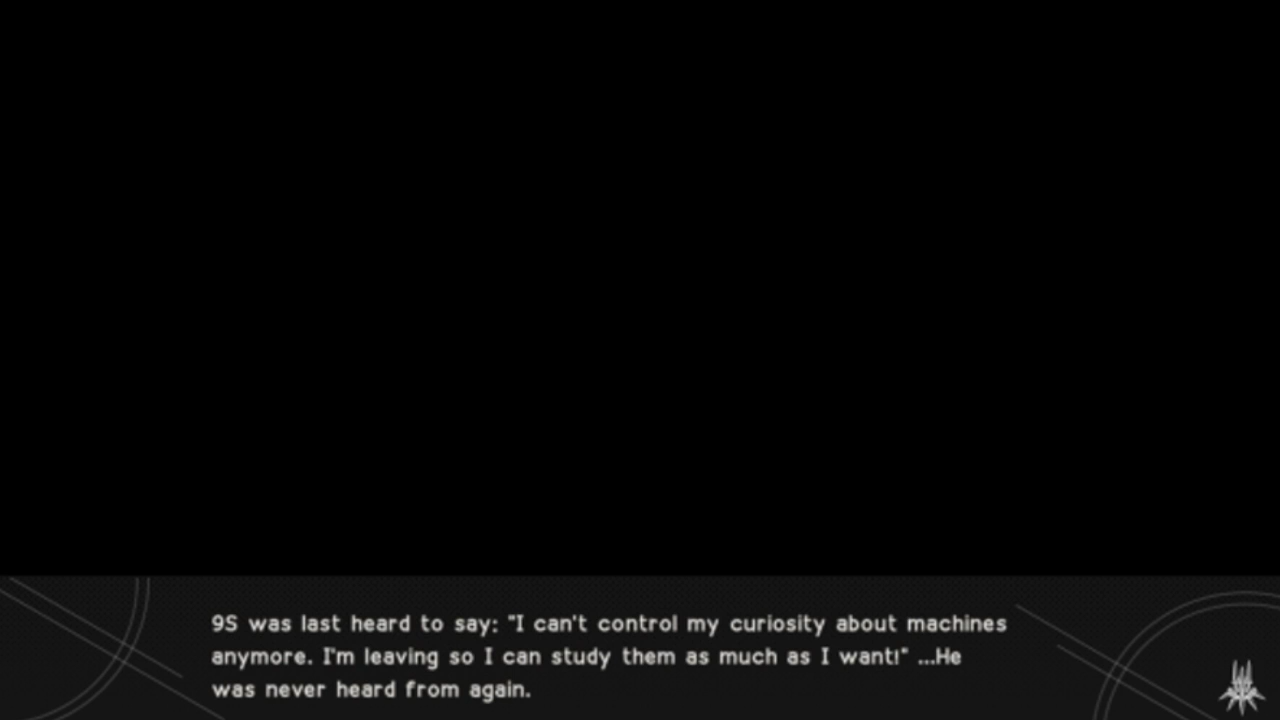 9S was last heard to say: "I can't control my curiosity about machines
anymore. I'm leaving so I can study them as much as I want!" ...He
was never heard from again.